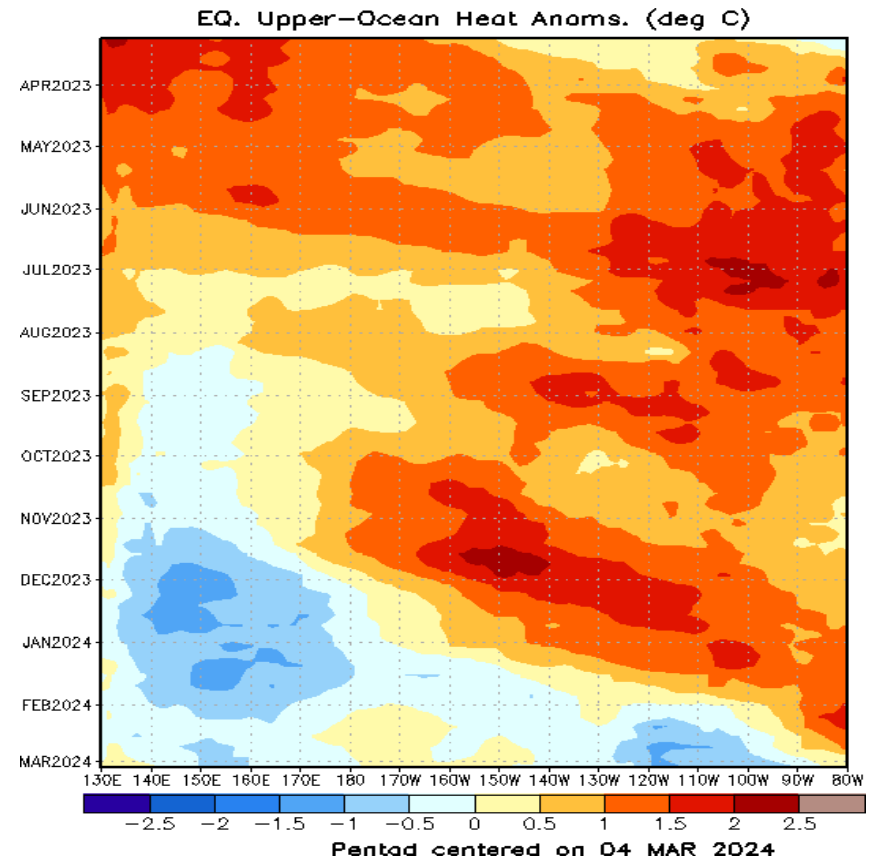 EQ. Upper-Ocean Heat Anoms. (deg C)
APR2023
MAY2023
JUN2023
JUL2023
AUG2023
SEP2023
OCT2023
NOV2023
DEC2023
JAN2024
FEB2024
MAR2024
130E 140E 150E 160E 170E 180 170W 160W 150W 140W 130W 120W 110W 100W 90W 80W
-2.5 -2 -1.5 -1 -0.5 0 0.5 1 1.5 2 2.5
Pentad centered on 04 MAR 2024